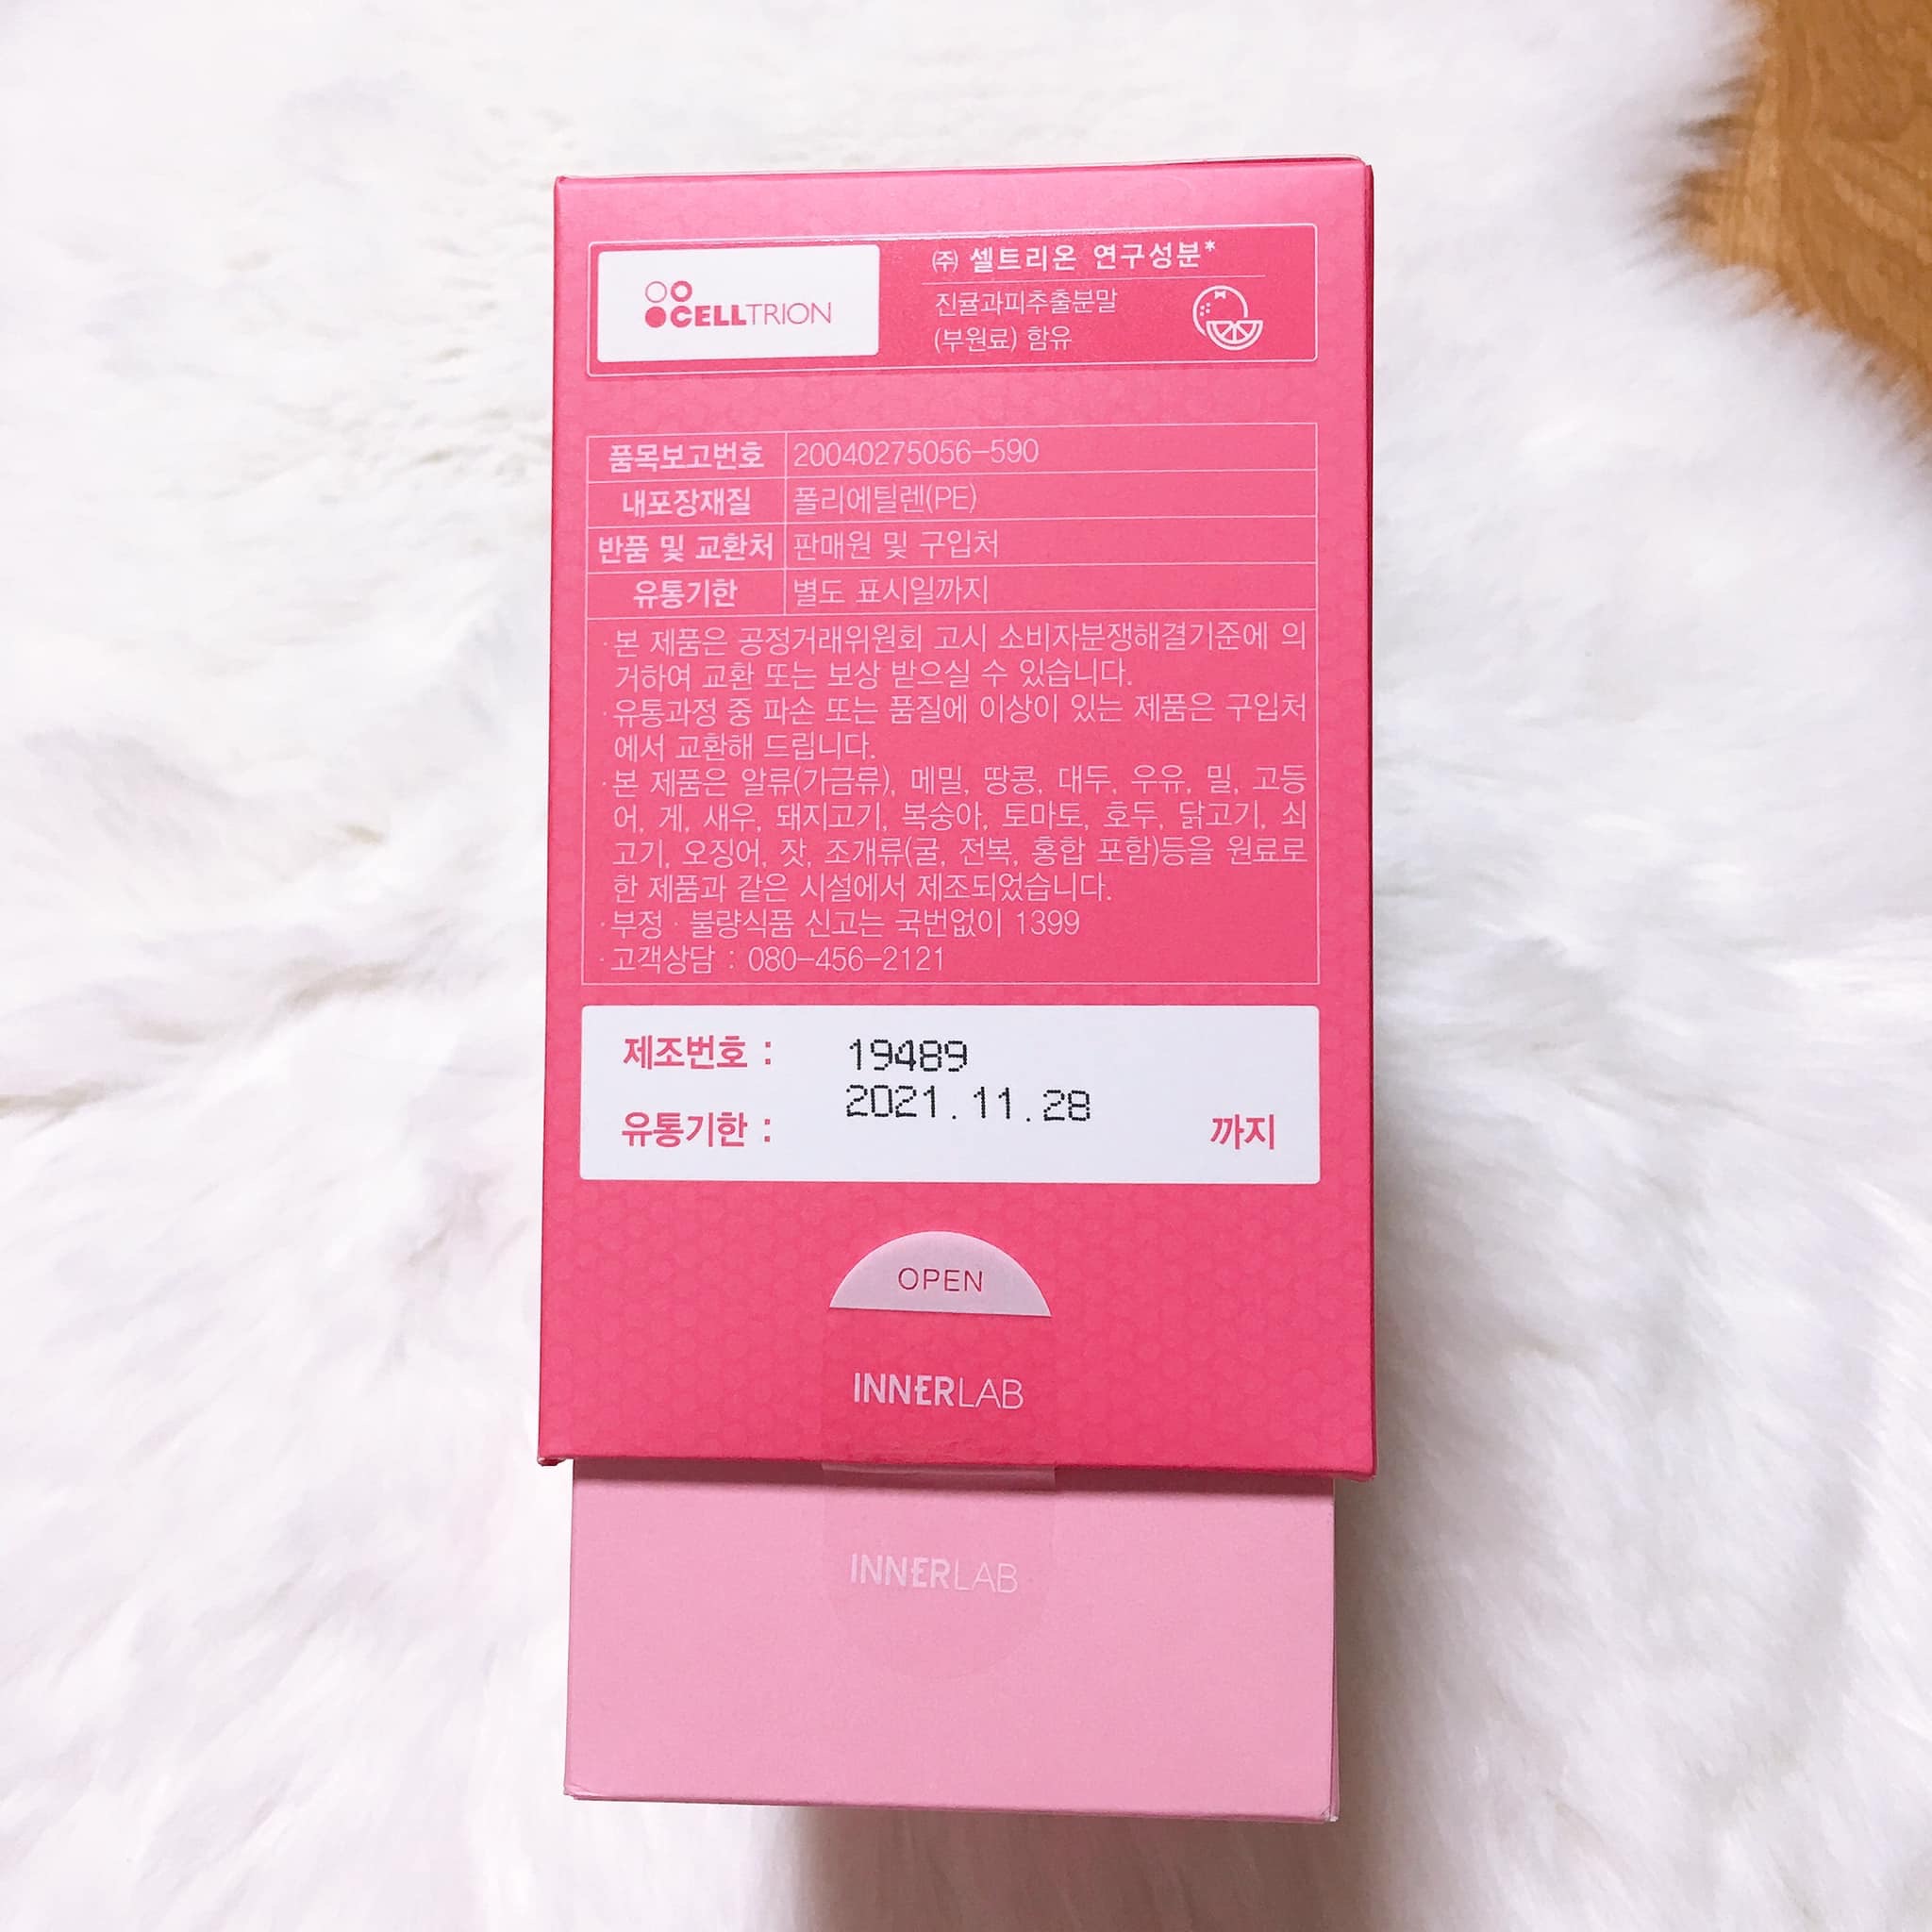 CELLTRION
㈜ 셀트리온 연구성분*
진귤과피추출분말
(부원료) 함유
품목보고번호 20040275056-590
내포장재질 폴리에틸렌(PE)
반품 및 교환처 판매원 및 구입처
유통기한 별도 표시일까지
·본 제품은 공정거래위원회 고시 소비자분쟁해결기준에 의
거하여 교환 또는 보상 받으실 수 있습니다.
·유통과정 중 파손 또는 품질에 이상이 있는 제품은 구입처
에서 교환해 드립니다.
·본 제품은 알류(가금류), 메밀, 땅콩, 대두, 우유, 밀, 고등
어, 게, 새우, 돼지고기, 복숭아, 토마토, 호두, 닭고기, 쇠
고기, 오징어, 잣, 조개류(굴, 전복, 홍합 포함)등을 원료로
한 제품과 같은 시설에서 제조되었습니다.
·부정·불량식품 신고는 국번없이 1399
·고객상담 : 080-456-2121
제조번호 : 19489
유통기한 : 2021.11.28 까지
OPEN
INNERLAB
INNERLAB